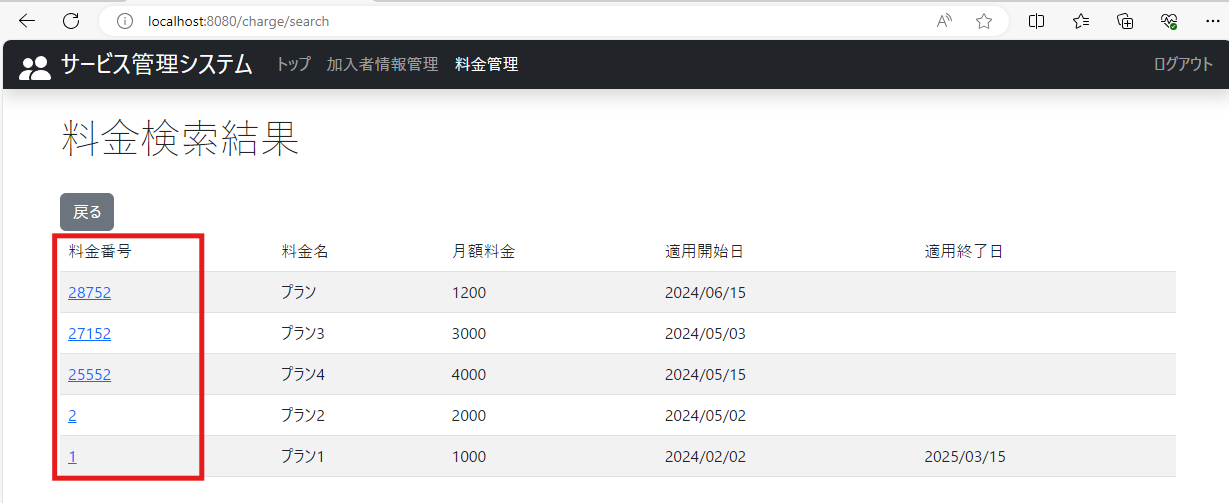 localhost:8080/charge/search
サービス管理システム トップ 加入者情報管理 料金管理 ログアウト
料金検索結果
戻る
料金番号 料金名 月額料金 適用開始日 適用終了日
28752 プラン 1200 2024/06/15
27152 プラン3 3000 2024/05/03
25552 プラン4 4000 2024/05/15
2 プラン2 2000 2024/05/02
1 プラン1 1000 2024/02/02 2025/03/15